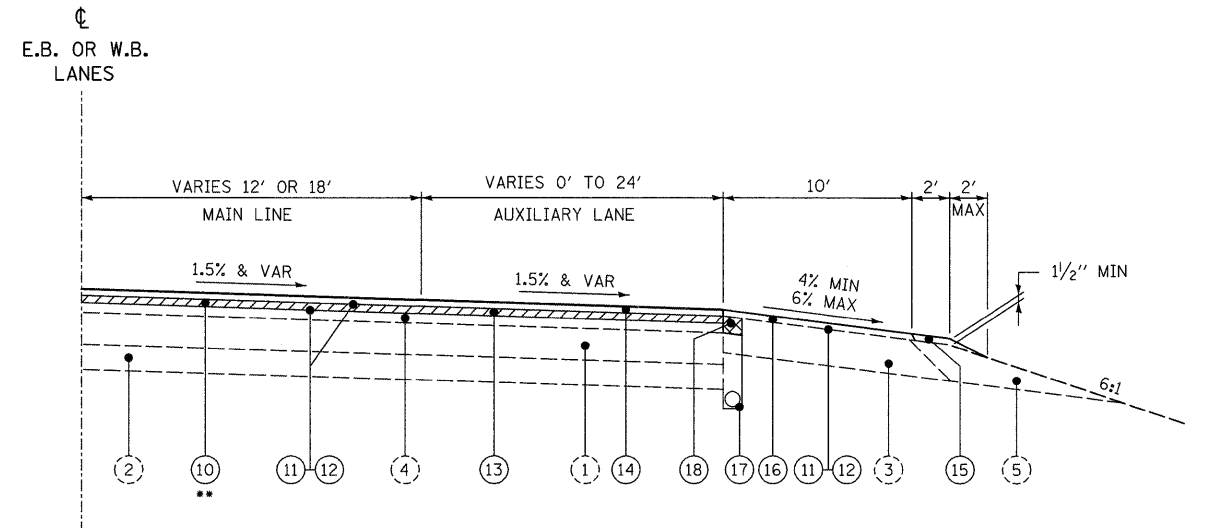 ℄
E.B. OR W.B.
LANES
VARIES 12' OR 18'
MAIN LINE
VARIES 0' TO 24'
AUXILIARY LANE
10'
2'
2'
MAX
1.5% & VAR
1.5% & VAR
4% MIN
6% MAX
1½" MIN
6:1
2
10
**
11
12
4
13
1
14
18
17
16
11
12
3
15
5